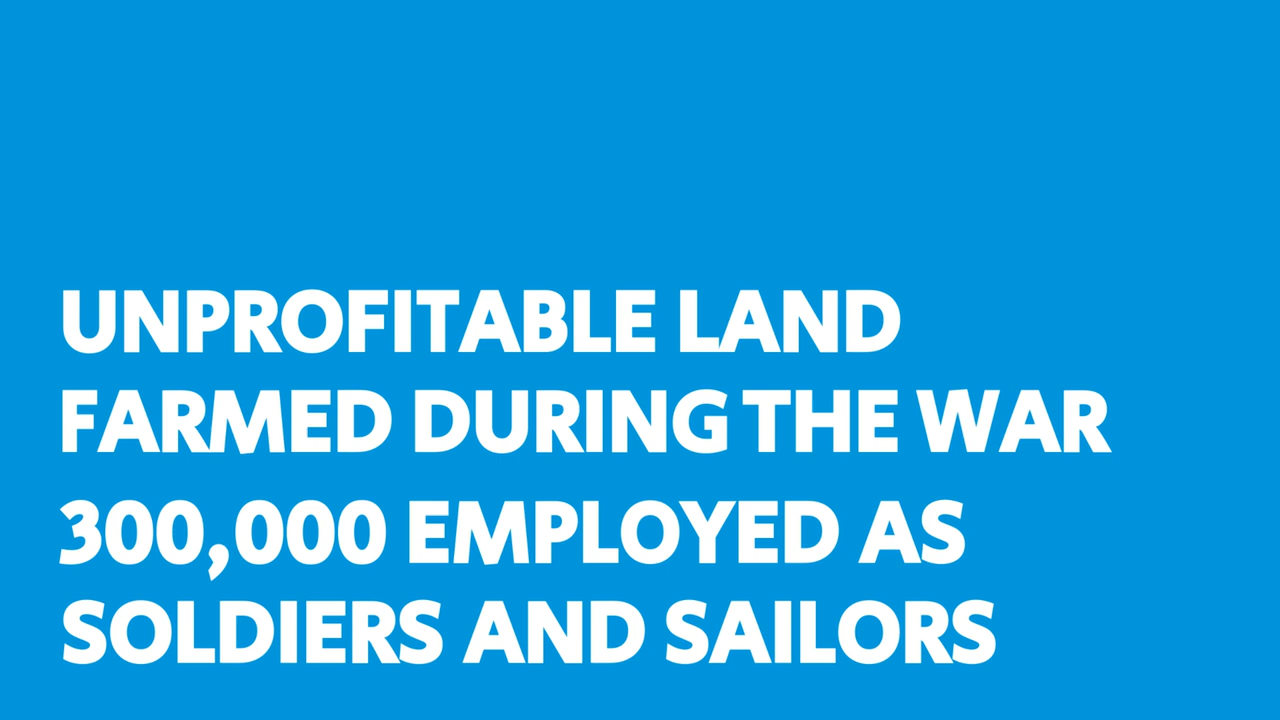 UNPROFITABLE LAND
FARMED DURING THE WAR
300,000 EMPLOYED AS
SOLDIERS AND SAILORS